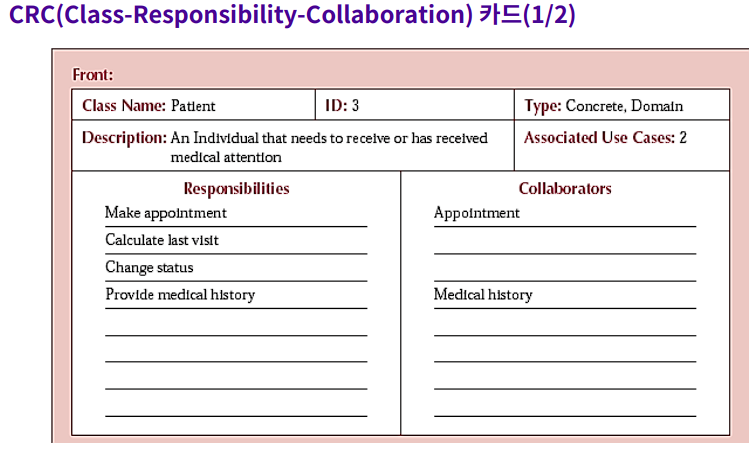 CRC(Class-Responsibility-Collaboration) 카드(1/2)
Front:
Class Name: Patient
ID: 3
Type: Concrete, Domain
Description: An Individual that needs to receive or has received
medical attention
Associated Use Cases: 2
Responsibilities
Make appointment
Calculate last visit
Change status
Provide medical history
Collaborators
Appointment
Medical history